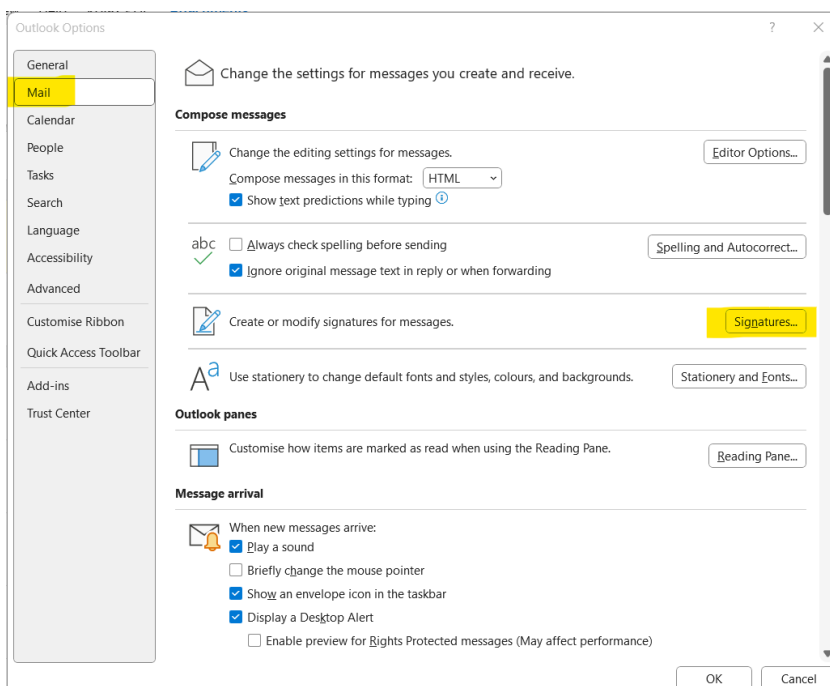 Outlook Options
General
Mail
Calendar
People
Tasks
Search
Language
Accessibility
Advanced
Customise Ribbon
Quick Access Toolbar
Add-ins
Trust Center
Change the settings for messages you create and receive.
Compose messages
Change the editing settings for messages.
Editor Options...
Compose messages in this format: HTML
Show text predictions while typing
abc
Always check spelling before sending
Spelling and Autocorrect...
Ignore original message text in reply or when forwarding
Create or modify signatures for messages.
Signatures...
Use stationery to change default fonts and styles, colours, and backgrounds.
Stationery and Fonts...
Outlook panes
Customise how items are marked as read when using the Reading Pane.
Reading Pane...
Message arrival
When new messages arrive:
Play a sound
Briefly change the mouse pointer
Show an envelope icon in the taskbar
Display a Desktop Alert
Enable preview for Rights Protected messages (May affect performance)
OK
Cancel